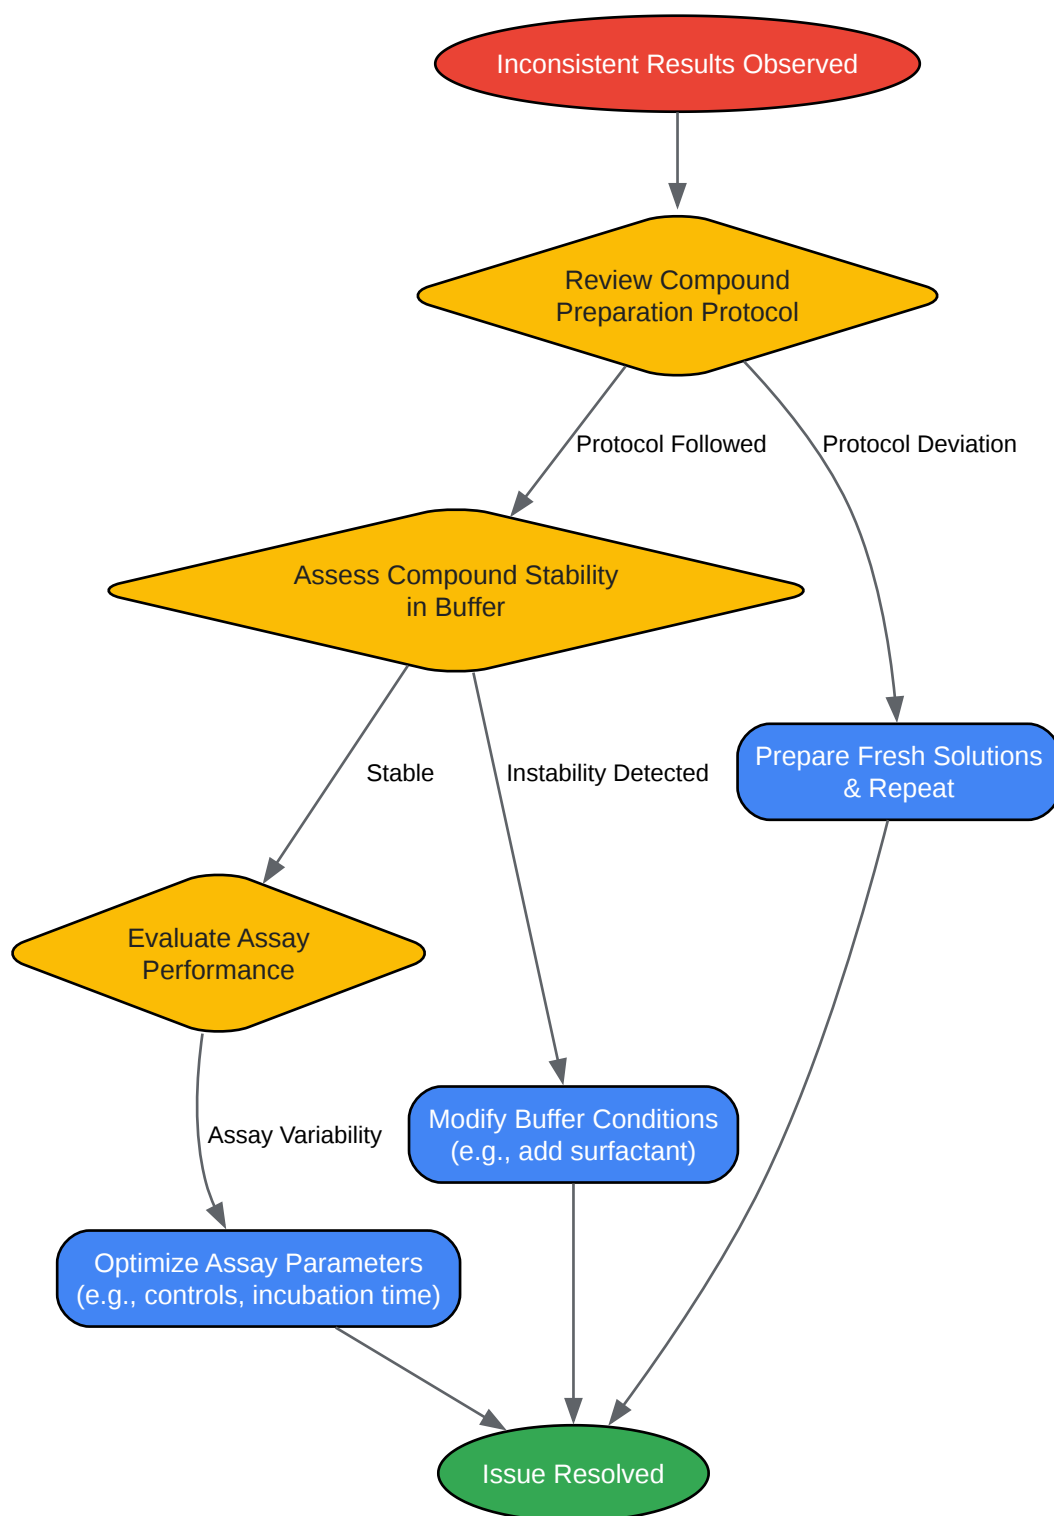 Inconsistent Results Observed
Review Compound
Preparation Protocol
Protocol Followed
Protocol Deviation
Assess Compound Stability
in Buffer
Stable
Instability Detected
Prepare Fresh Solutions
& Repeat
Evaluate Assay
Performance
Assay Variability
Modify Buffer Conditions
(e.g., add surfactant)
Optimize Assay Parameters
(e.g., controls, incubation time)
Issue Resolved